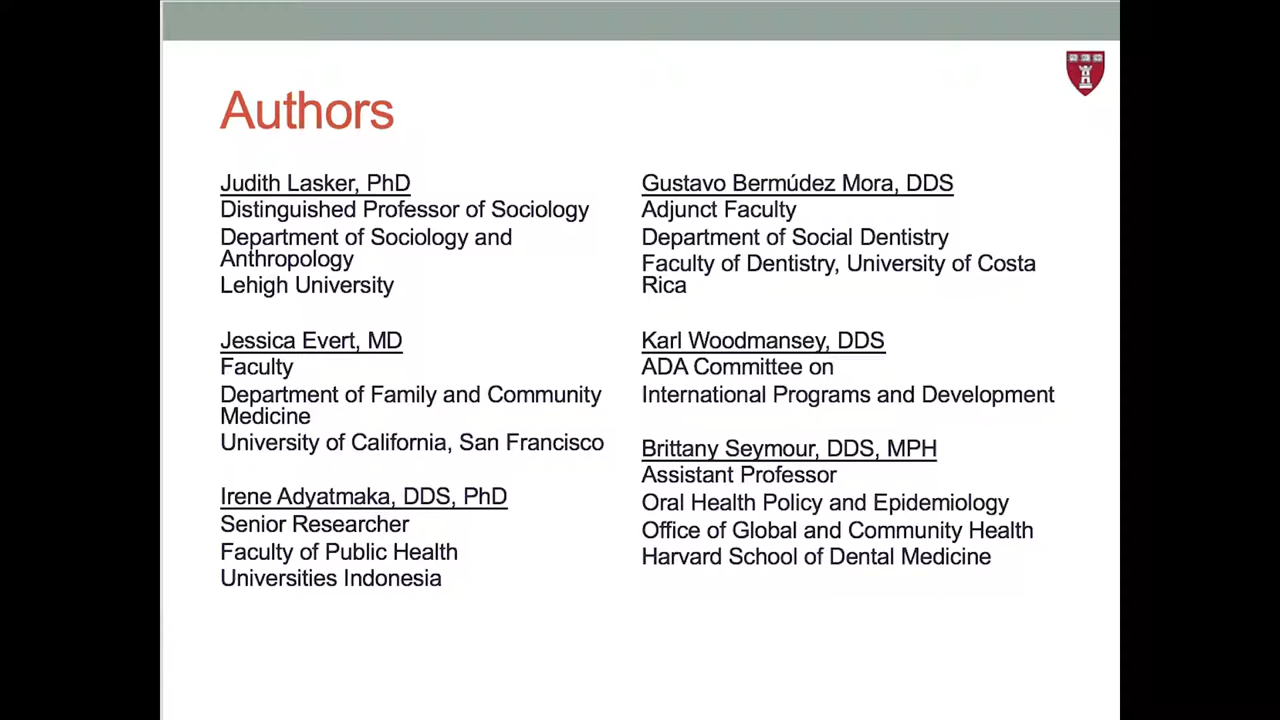 Authors
Judith Lasker, PhD
Distinguished Professor of Sociology
Department of Sociology and
Anthropology
Lehigh University
Jessica Evert, MD
Faculty
Department of Family and Community
Medicine
University of California, San Francisco
Irene Adyatmaka, DDS, PhD
Senior Researcher
Faculty of Public Health
Universities Indonesia
Gustavo Bermúdez Mora, DDS
Adjunct Faculty
Department of Social Dentistry
Faculty of Dentistry, University of Costa
Rica
Karl Woodmansey, DDS
ADA Committee on
International Programs and Development
Brittany Seymour, DDS, MPH
Assistant Professor
Oral Health Policy and Epidemiology
Office of Global and Community Health
Harvard School of Dental Medicine